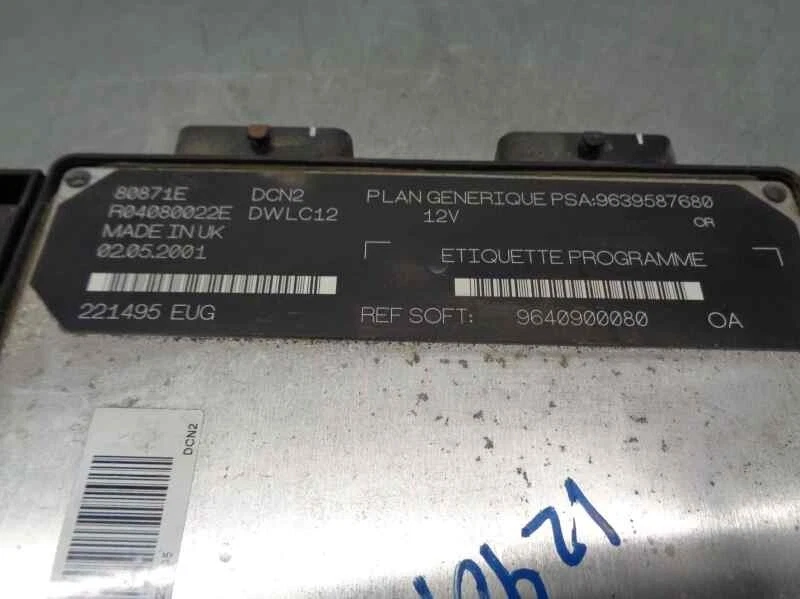 80871E DCN2 PLAN GENERIQUE PSA:9639587680
R04080022E DWLC12 12V OR
MADE IN UK
02.05.2001 ETIQUETTE PROGRAMME
221495 EUG REF SOFT: 9640900080 OA
DCN2